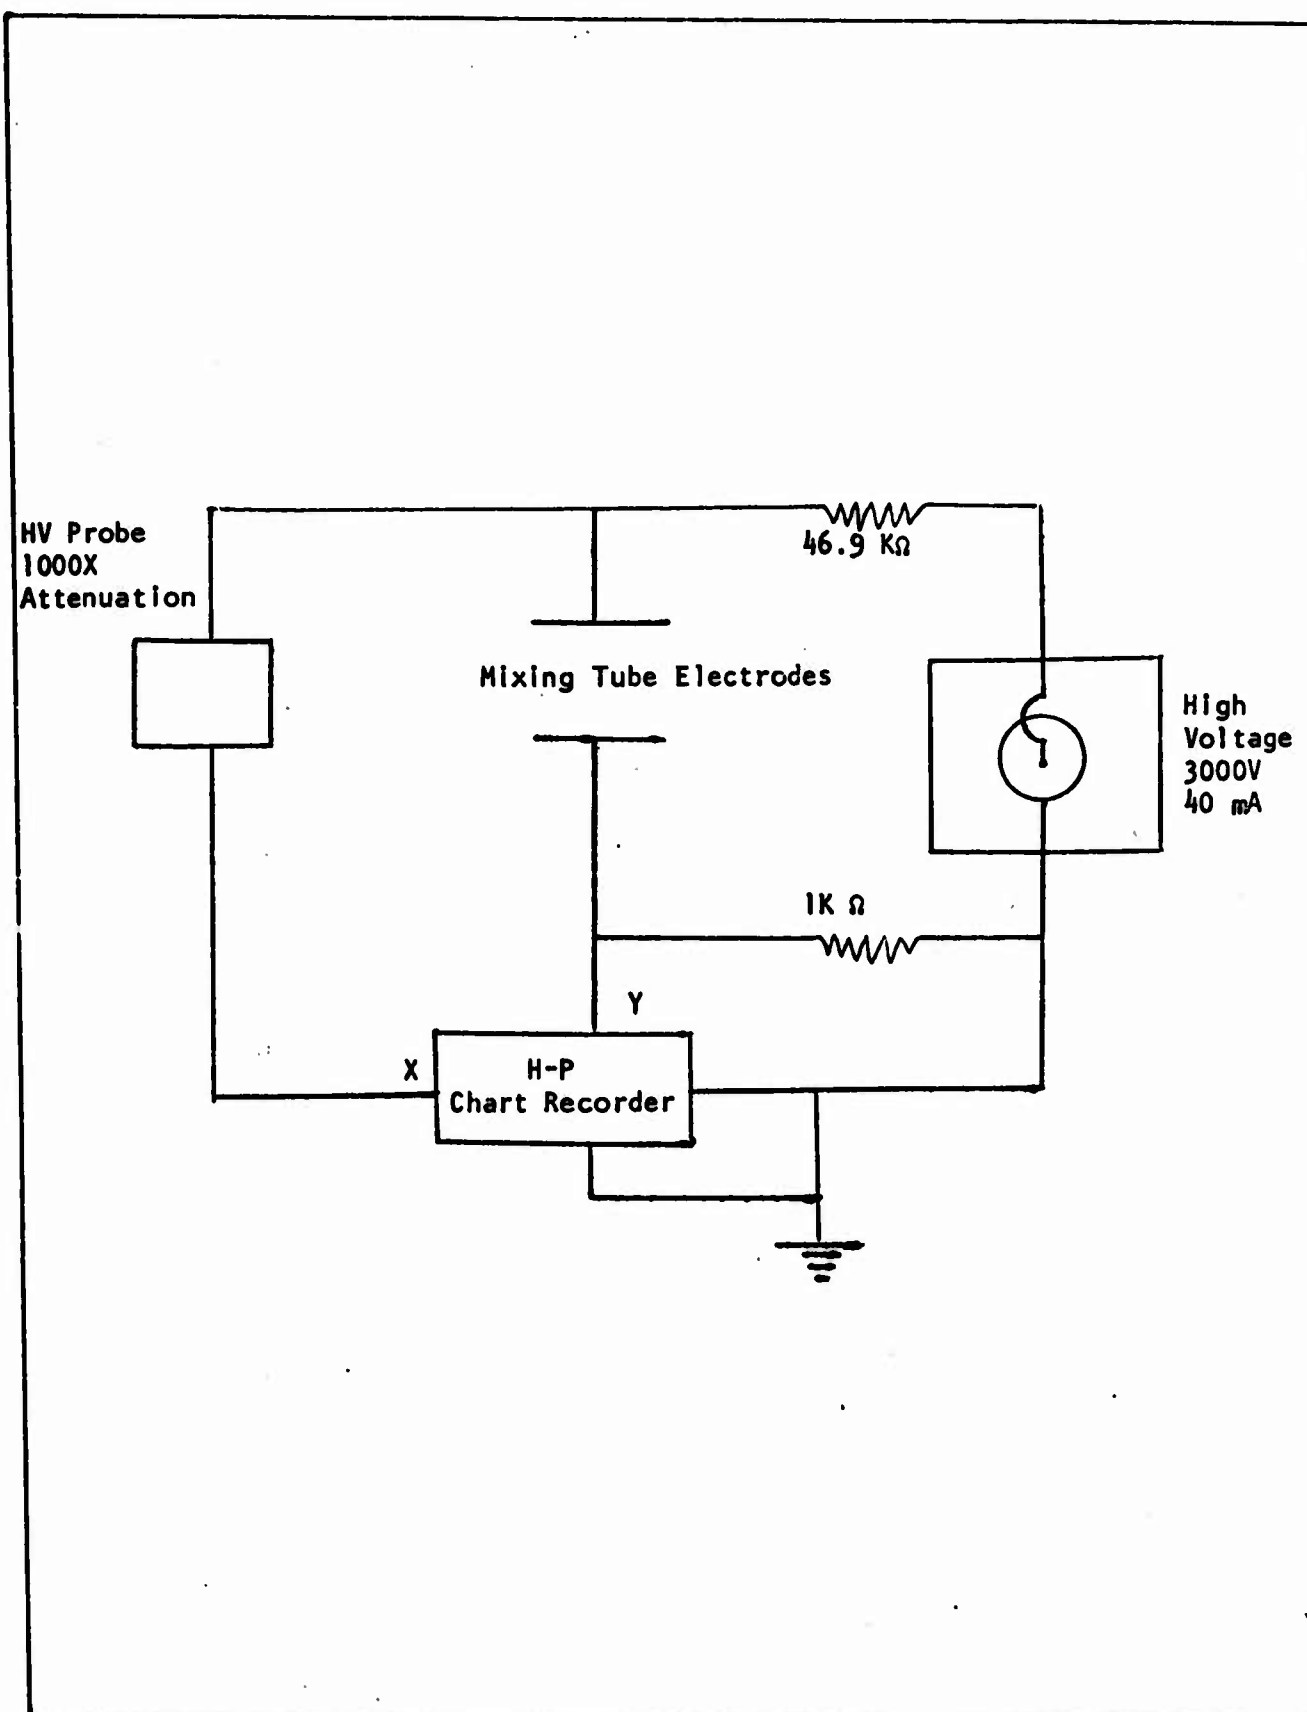 HV Probe
1000X
Attenuation
46.9 KΩ
Mixing Tube Electrodes
High
Voltage
3000V
40 mA
1K Ω
Y
X
H-P
Chart Recorder